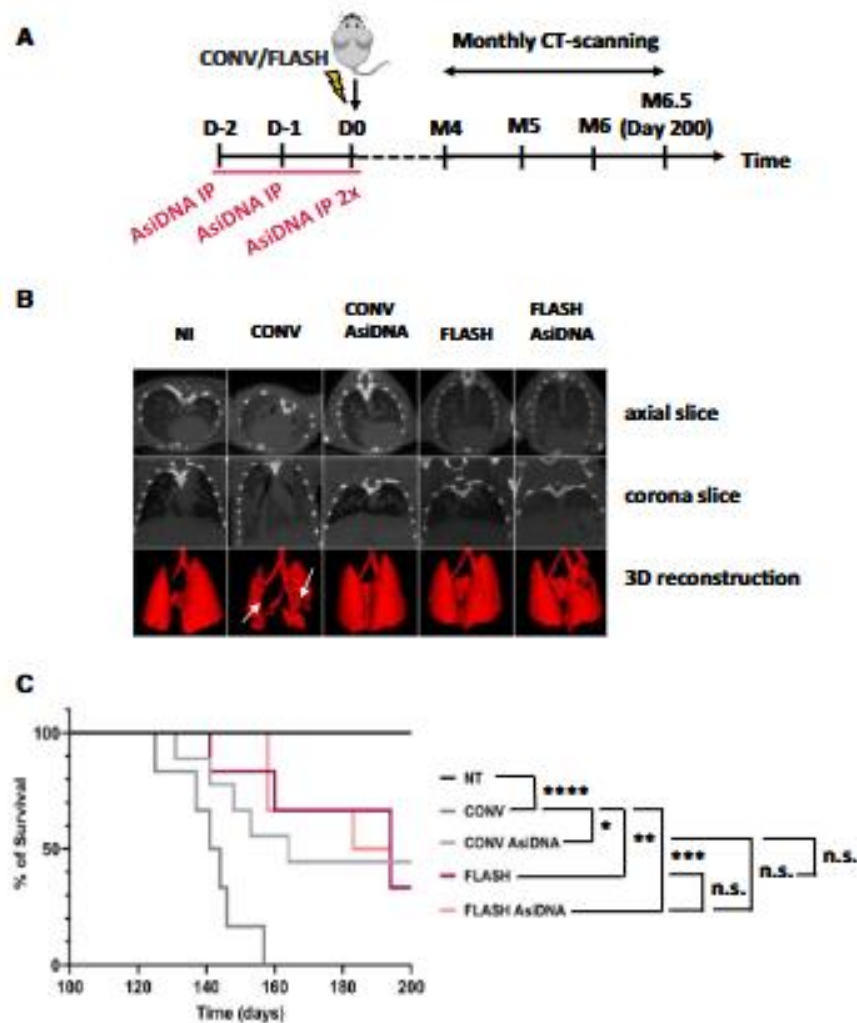 A
CONV/FLASH
Monthly CT-scanning
D-2 D-1 D0 M4 M5 M6 M6.5
(Day 200)
Time
AsiDNA IP
AsiDNA IP
AsiDNA IP 2x
B
NI CONV CONV AsiDNA FLASH FLASH AsiDNA
axial slice
corona slice
3D reconstruction
C
% of Survival
100
50
0
100 120 140 160 180 200
Time (days)
NT
CONV
CONV AsiDNA
FLASH
FLASH AsiDNA
****
*
**
***
n.s.
n.s.
n.s.